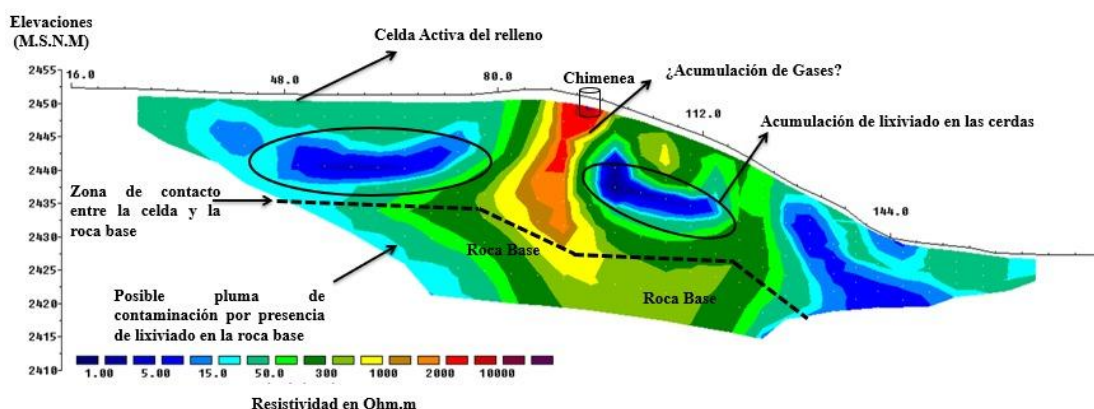 Elevaciones
(M.S.N.M)
Celda Activa del relleno
¿Acumulación de Gases?
Chimenea
Acumulación de lixiviado en las cerdas
16.0
48.0
80.0
112.0
144.0
2455
2450
2445
2440
2435
2430
2425
2420
2415
2410
Zona de contacto
entre la celda y la
roca base
Roca Base
Roca Base
Posible pluma de
contaminación por presencia
de lixiviado en la roca base
1.00 5.00 15.0 50.0 300 1000 2000 10000
Resistividad en Ohm.m